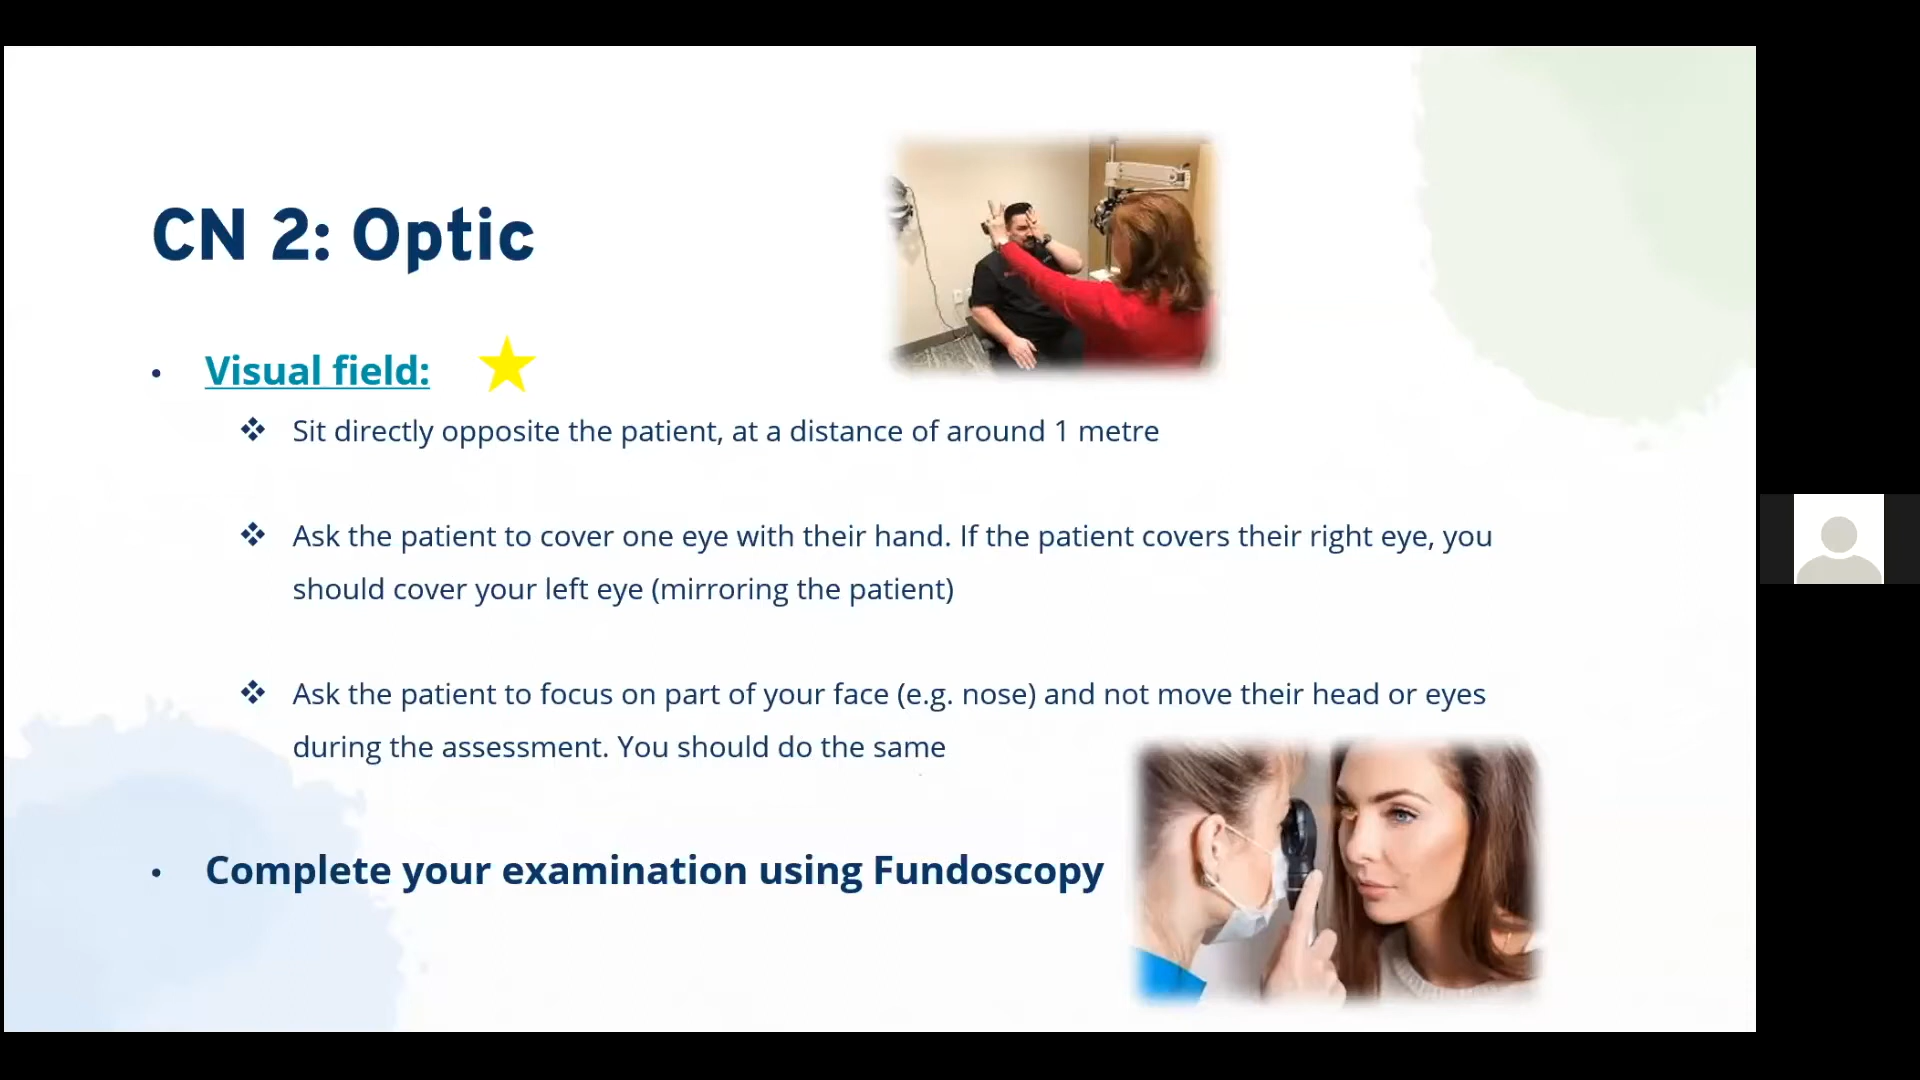 CN 2: Optic
• Visual field:
❖ Sit directly opposite the patient, at a distance of around 1 metre
❖ Ask the patient to cover one eye with their hand. If the patient covers their right eye, you
should cover your left eye (mirroring the patient)
❖ Ask the patient to focus on part of your face (e.g. nose) and not move their head or eyes
during the assessment. You should do the same
• Complete your examination using Fundoscopy